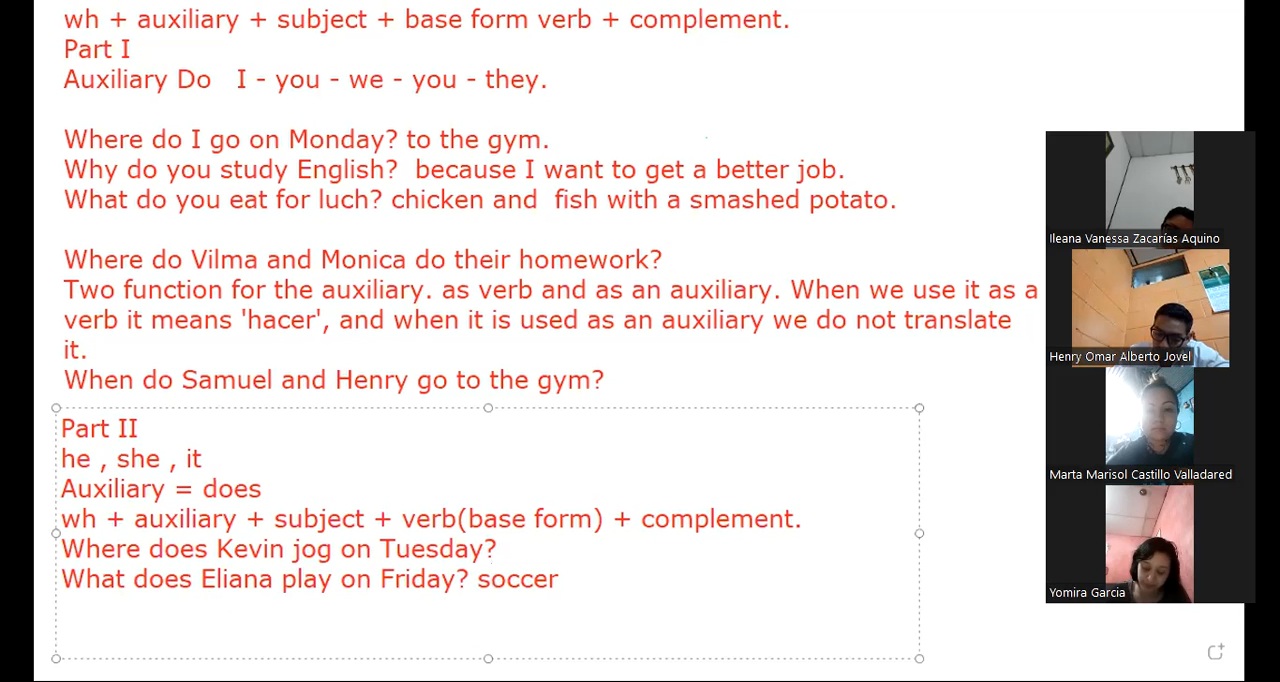 wh + auxiliary + subject + base form verb + complement.
Part I
Auxiliary Do   I - you - we - you - they.
Where do I go on Monday? to the gym.
Why do you study English?  because I want to get a better job.
What do you eat for luch? chicken and  fish with a smashed potato.
Where do Vilma and Monica do their homework?
Two function for the auxiliary. as verb and as an auxiliary. When we use it as a
verb it means 'hacer', and when it is used as an auxiliary we do not translate
it.
When do Samuel and Henry go to the gym?
Part II
he , she , it
Auxiliary = does
wh + auxiliary + subject + verb(base form) + complement.
Where does Kevin jog on Tuesday?
What does Eliana play on Friday? soccer
Ileana Vanessa Zacarías Aquino
Henry Omar Alberto Jovel
Marta Marisol Castillo Valladared
Yomira Garcia